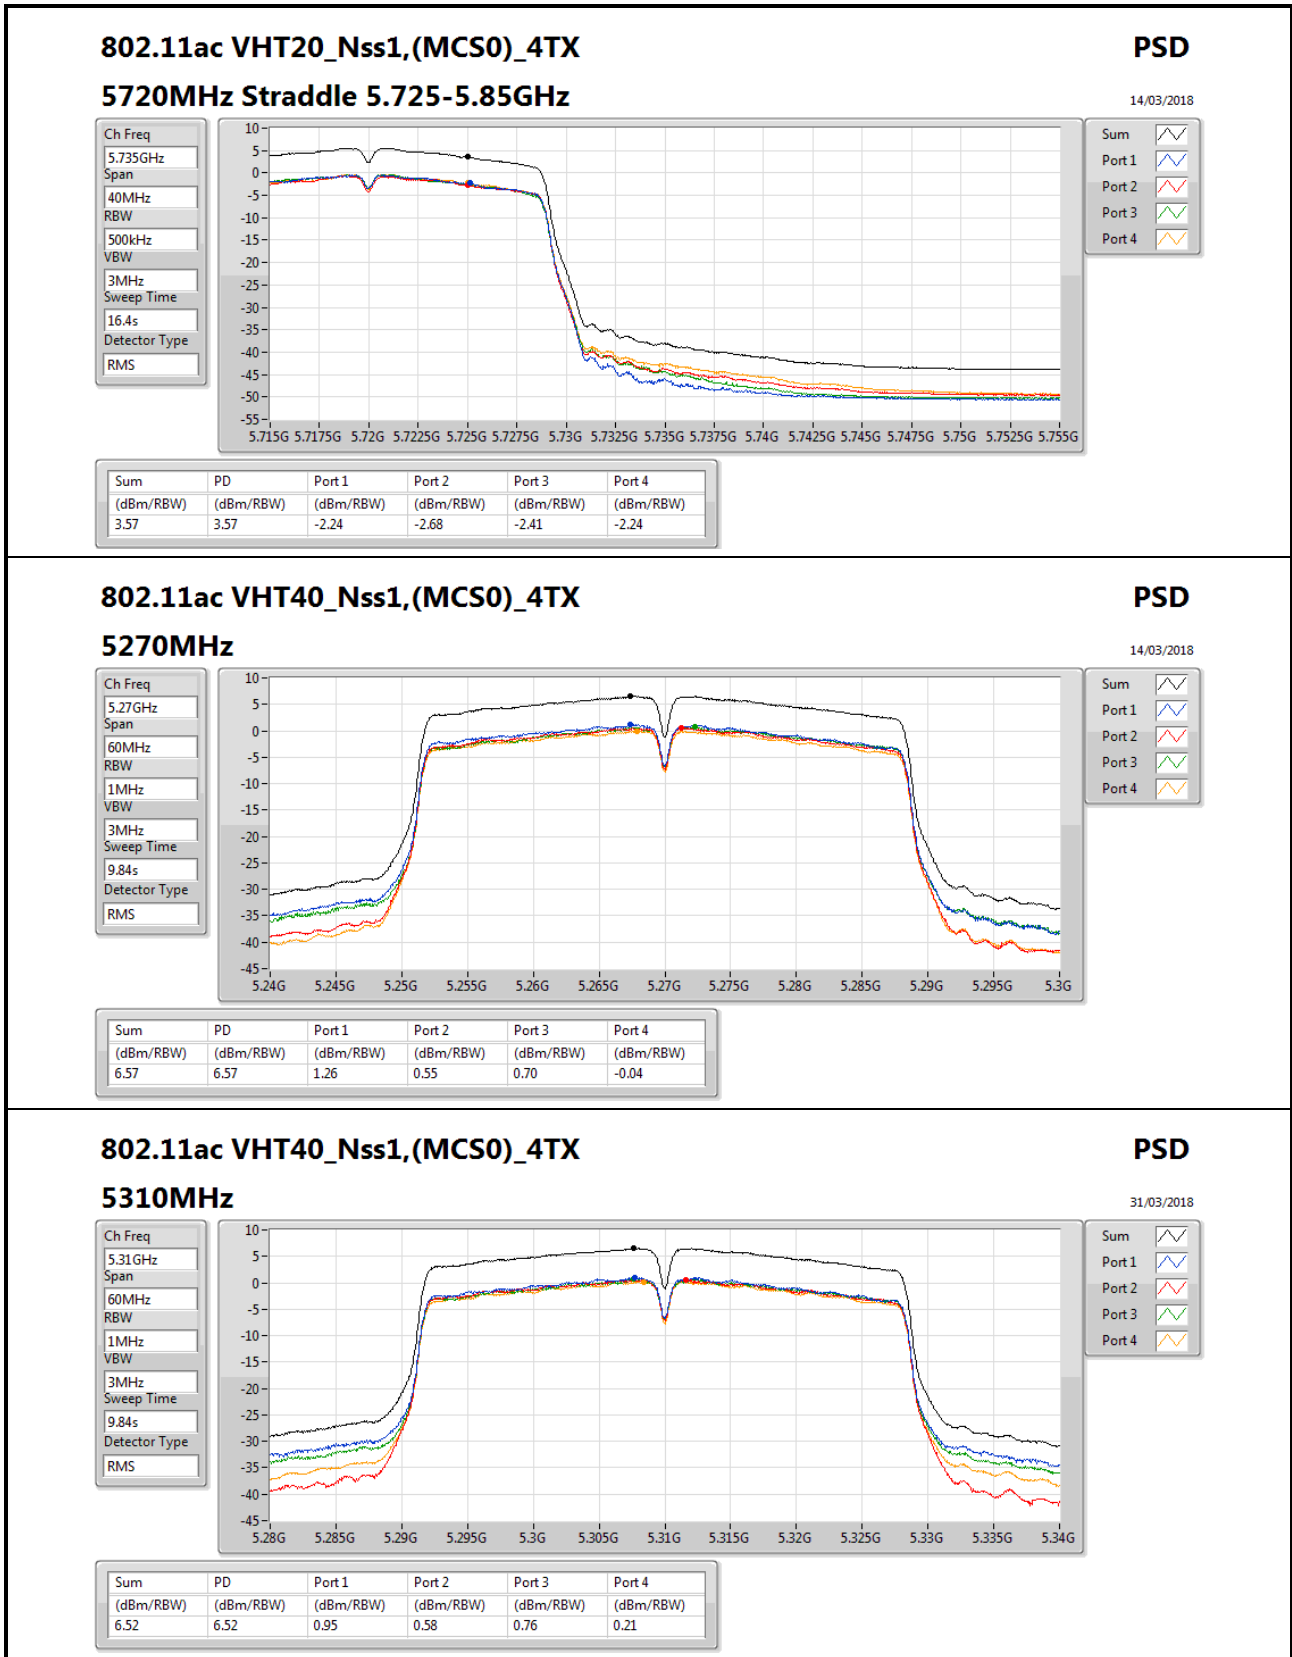 802.11ac VHT20_Nss1,(MCS0)_4TX PSD
5720MHz Straddle 5.725-5.85GHz 14/03/2018
Ch Freq
5.735GHz
Span
40MHz
RBW
500kHz
VBW
3MHz
Sweep Time
16.4s
Detector Type
RMS
10
5
0
-5
-10
-15
-20
-25
-30
-35
-40
-45
-50
-55
5.715G 5.7175G 5.72G 5.7225G 5.725G 5.7275G 5.73G 5.7325G 5.735G 5.7375G 5.74G 5.7425G 5.745G 5.7475G 5.75G 5.7525G 5.755G
Sum
Port 1
Port 2
Port 3
Port 4
Sum PD Port 1 Port 2 Port 3 Port 4
(dBm/RBW) (dBm/RBW) (dBm/RBW) (dBm/RBW) (dBm/RBW) (dBm/RBW)
3.57 3.57 -2.24 -2.68 -2.41 -2.24
802.11ac VHT40_Nss1,(MCS0)_4TX PSD
5270MHz 14/03/2018
Ch Freq
5.27GHz
Span
60MHz
RBW
1MHz
VBW
3MHz
Sweep Time
9.84s
Detector Type
RMS
10
5
0
-5
-10
-15
-20
-25
-30
-35
-40
-45
5.24G 5.245G 5.25G 5.255G 5.26G 5.265G 5.27G 5.275G 5.28G 5.285G 5.29G 5.295G 5.3G
Sum
Port 1
Port 2
Port 3
Port 4
Sum PD Port 1 Port 2 Port 3 Port 4
(dBm/RBW) (dBm/RBW) (dBm/RBW) (dBm/RBW) (dBm/RBW) (dBm/RBW)
6.57 6.57 1.26 0.55 0.70 -0.04
802.11ac VHT40_Nss1,(MCS0)_4TX PSD
5310MHz 31/03/2018
Ch Freq
5.31GHz
Span
60MHz
RBW
1MHz
VBW
3MHz
Sweep Time
9.84s
Detector Type
RMS
10
5
0
-5
-10
-15
-20
-25
-30
-35
-40
-45
5.28G 5.285G 5.29G 5.295G 5.3G 5.305G 5.31G 5.315G 5.32G 5.325G 5.33G 5.335G 5.34G
Sum
Port 1
Port 2
Port 3
Port 4
Sum PD Port 1 Port 2 Port 3 Port 4
(dBm/RBW) (dBm/RBW) (dBm/RBW) (dBm/RBW) (dBm/RBW) (dBm/RBW)
6.52 6.52 0.95 0.58 0.76 0.21